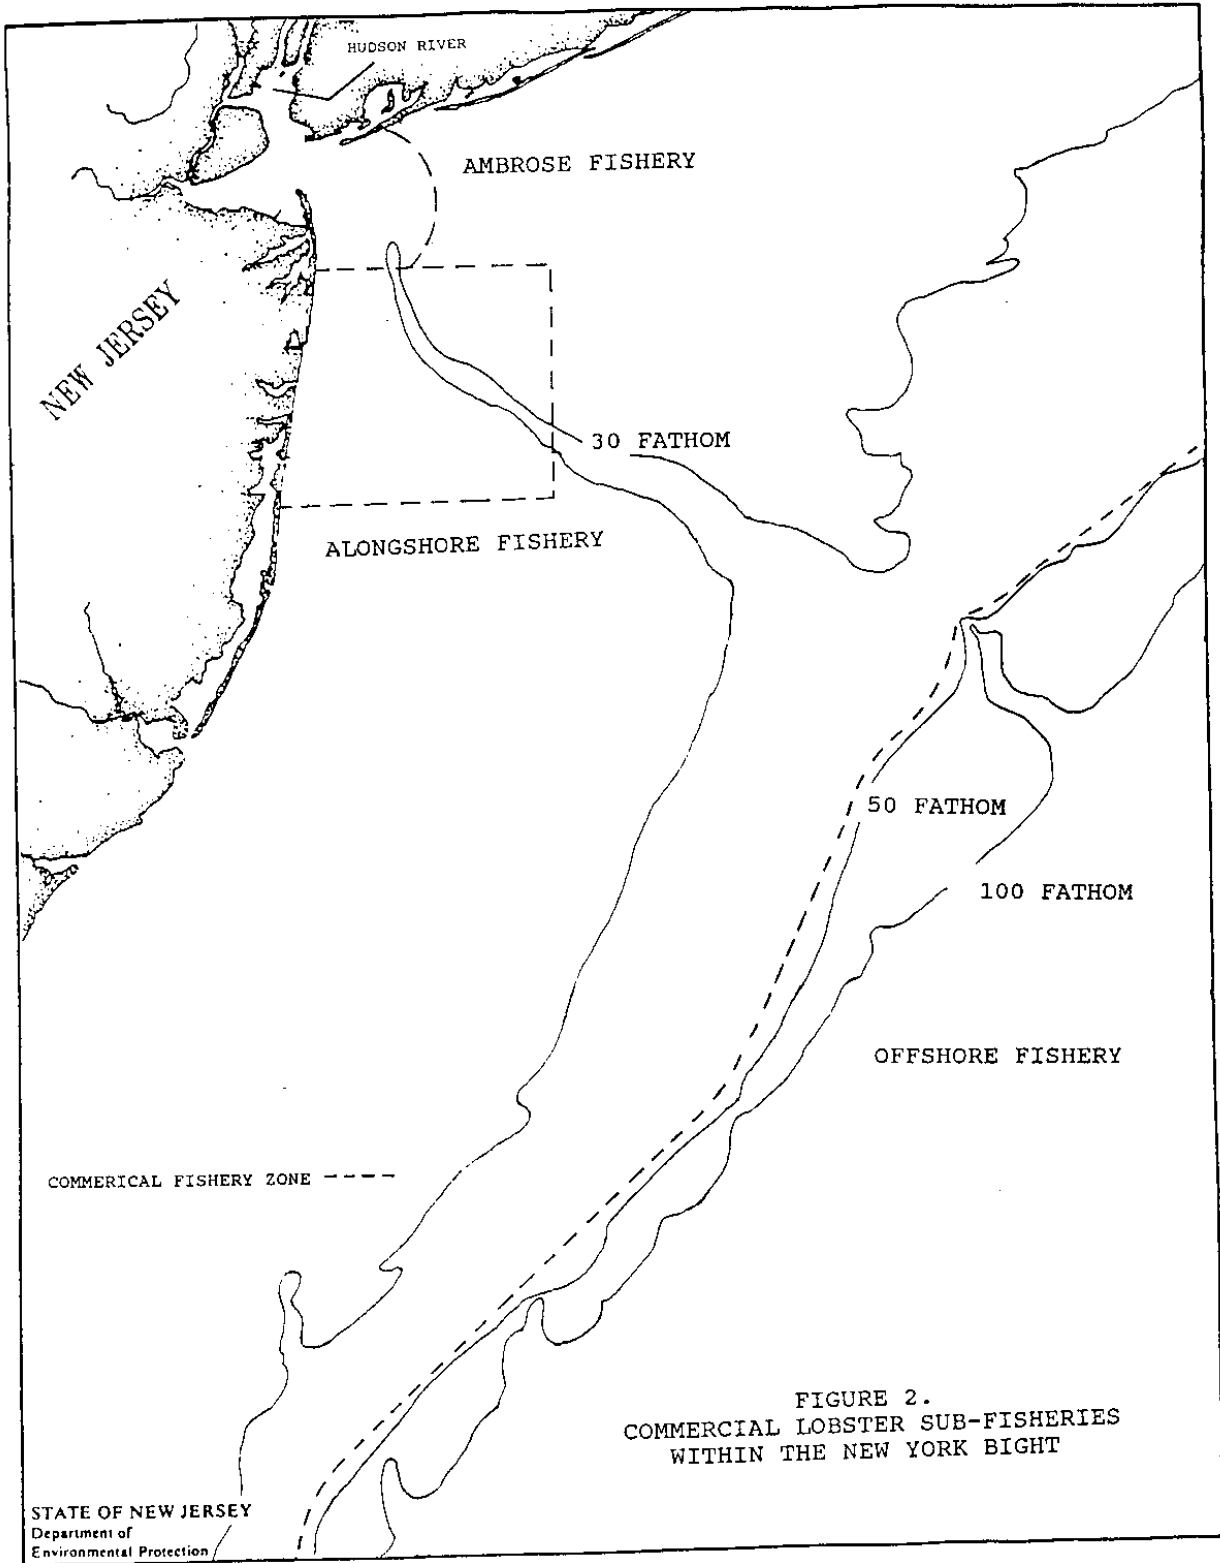 HUDSON RIVER
AMBROSE FISHERY
NEW JERSEY
30 FATHOM
ALONGSHORE FISHERY
50 FATHOM
100 FATHOM
OFFSHORE FISHERY
COMMERICAL FISHERY ZONE ----
FIGURE 2.
COMMERCIAL LOBSTER SUB-FISHERIES
WITHIN THE NEW YORK BIGHT
STATE OF NEW JERSEY
Department of
Environmental Protection